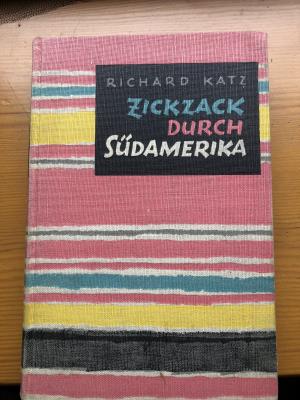 RICHARD KATZ
ZICKZACK
DURCH
SÜDAMERIKA